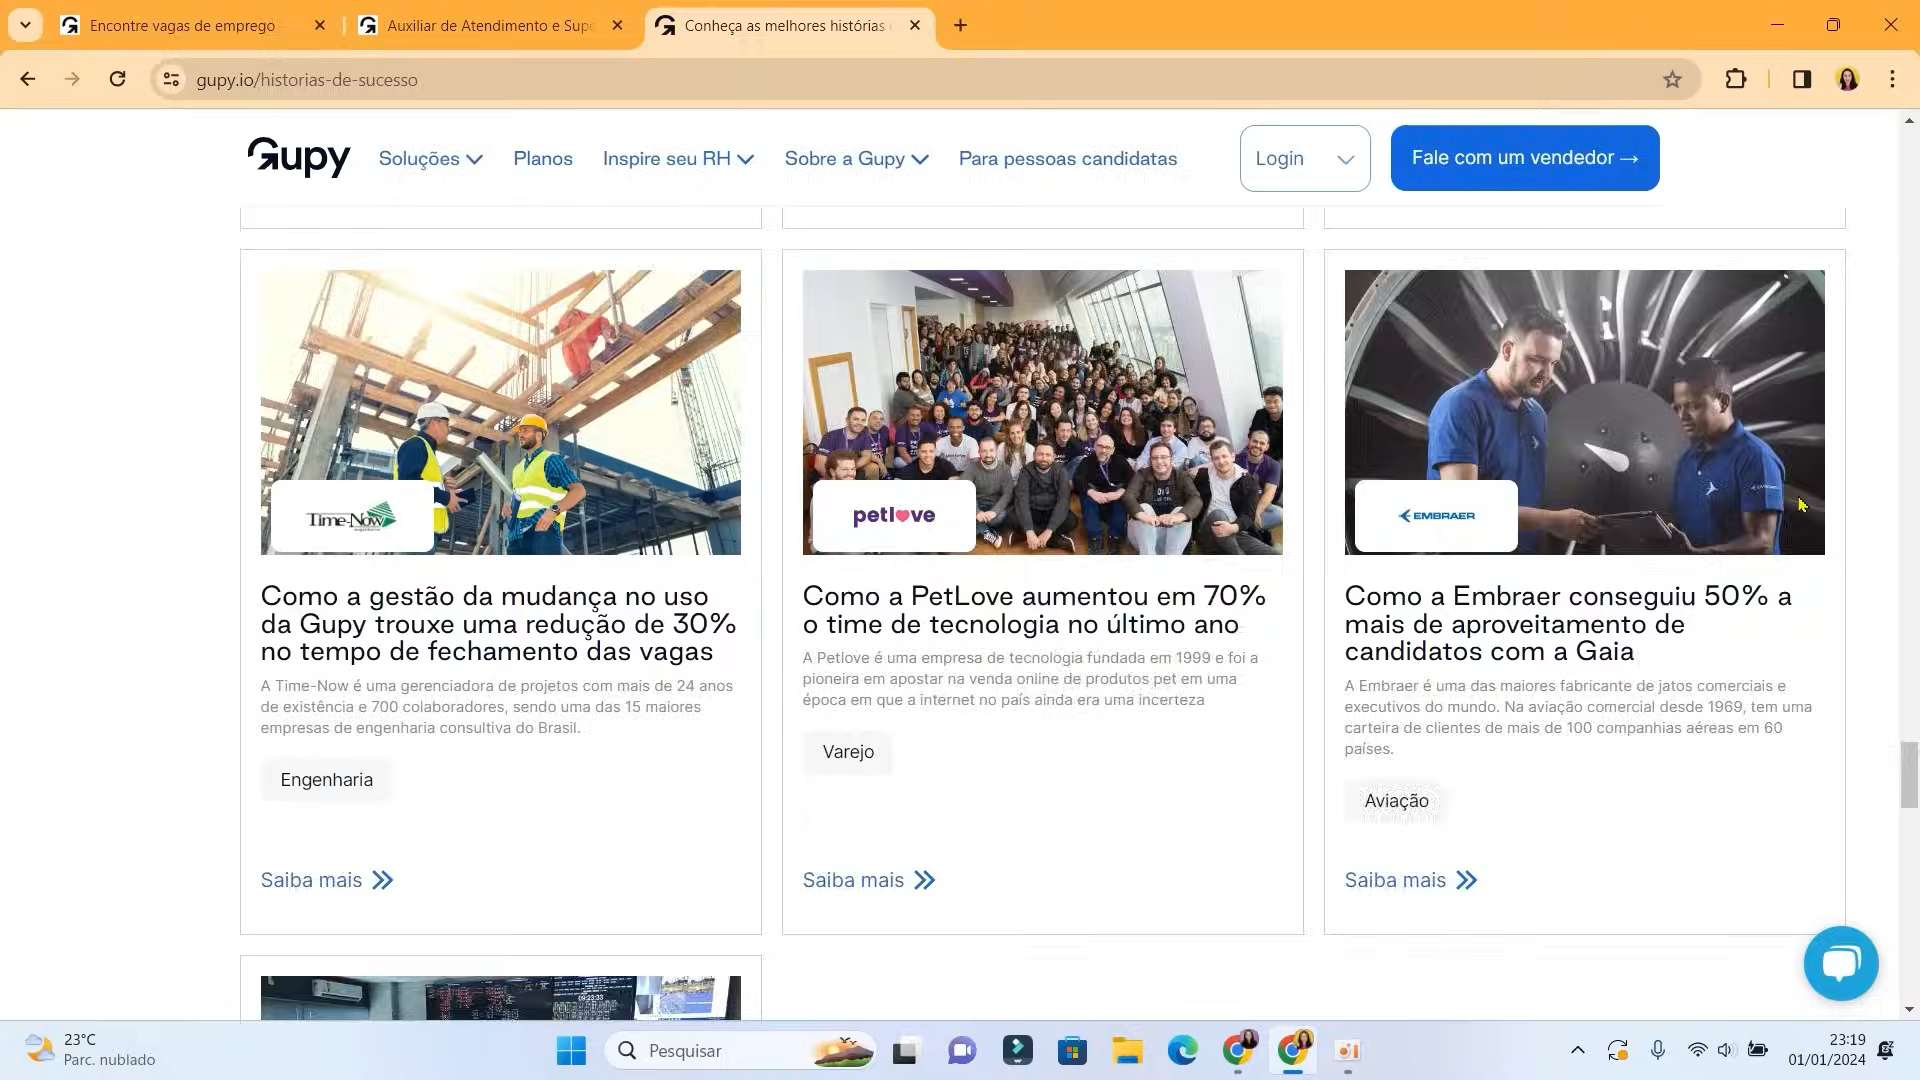 Encontre vagas de emprego
Auxiliar de Atendimento e Sup
Conheça as melhores histórias
gupy.io/historias-de-sucesso
Gupy
Soluções
Planos
Inspire seu RH
Sobre a Gupy
Para pessoas candidatas
Login
Fale com um vendedor →
Time-Now
petlove
EMBRAER
Como a gestão da mudança no uso
da Gupy trouxe uma redução de 30%
no tempo de fechamento das vagas
A Time-Now é uma gerenciadora de projetos com mais de 24 anos
de existência e 700 colaboradores, sendo uma das 15 maiores
empresas de engenharia consultiva do Brasil.
Engenharia
Saiba mais
Como a PetLove aumentou em 70%
o time de tecnologia no último ano
A Petlove é uma empresa de tecnologia fundada em 1999 e foi a
pioneira em apostar na venda online de produtos pet em uma
época em que a internet no país ainda era uma incerteza
Varejo
Saiba mais
Como a Embraer conseguiu 50% a
mais de aproveitamento de
candidatos com a Gaia
A Embraer é uma das maiores fabricante de jatos comerciais e
executivos do mundo. Na aviação comercial desde 1969, tem uma
carteira de clientes de mais de 100 companhias aéreas em 60
países.
Aviação
Saiba mais
09:23:33
23°C
Parc. nublado
Pesquisar
23:19
01/01/2024